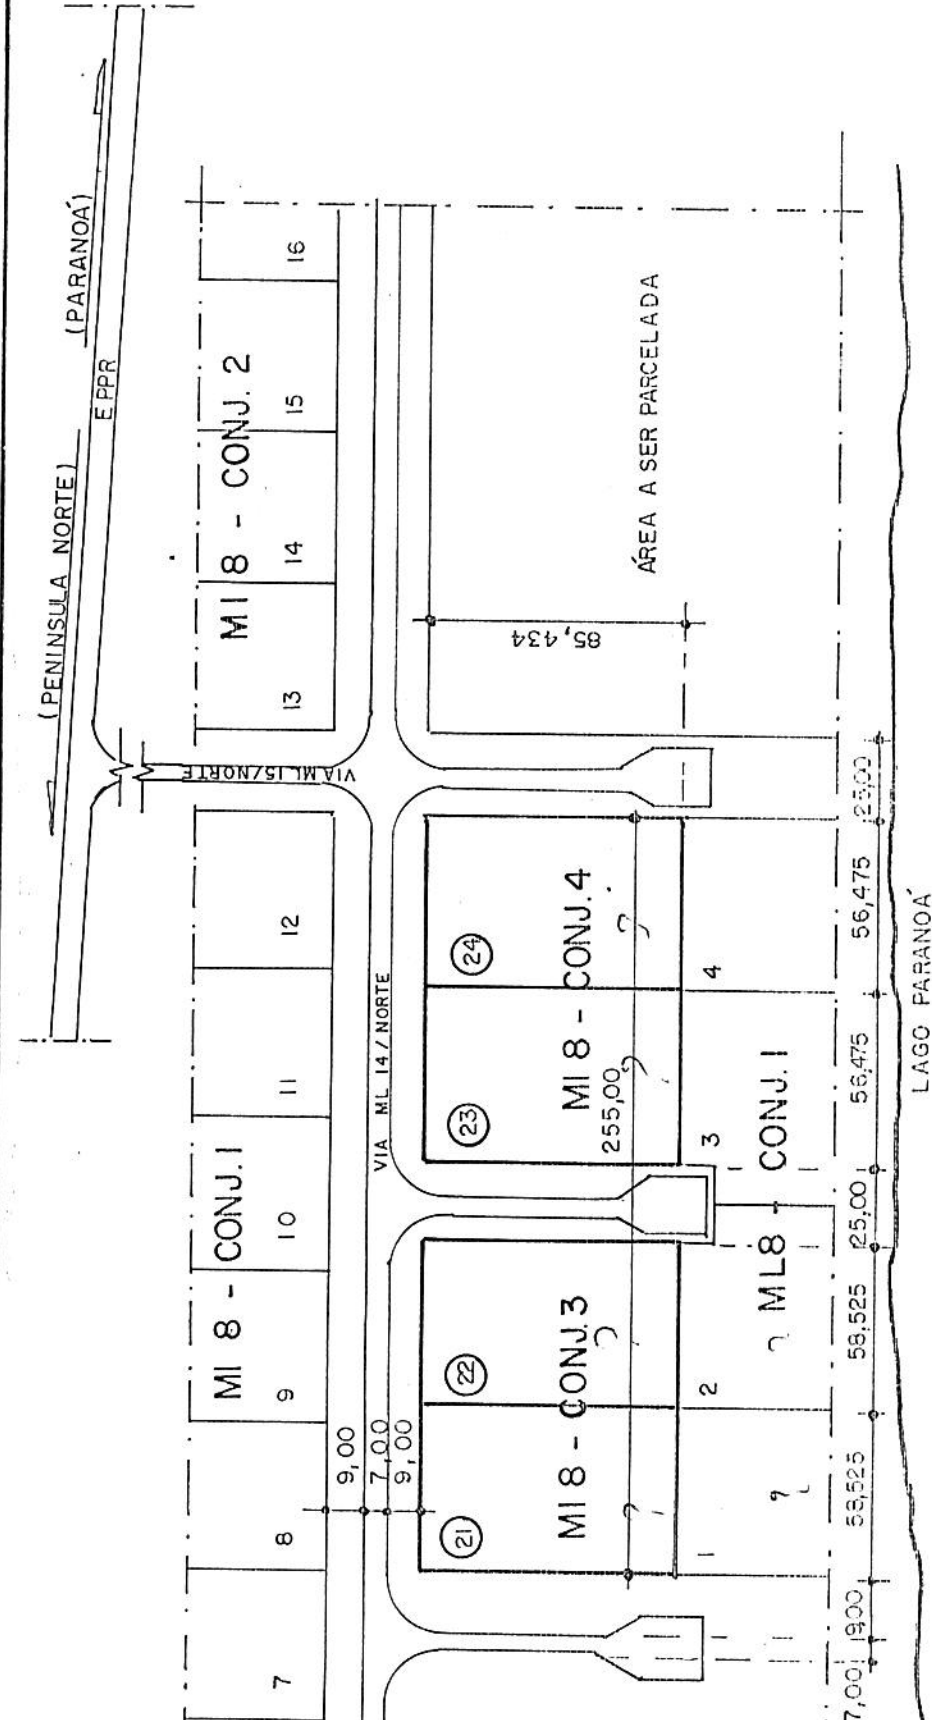 (PENINSULA NORTE)
(PARANOÁ)
EPPR
MI 8 - CONJ. 1
7
8
9
10
11
12
MI 8 - CONJ. 2
13
14
15
16
VIA ML 15/NORTE
VIA ML 14/NORTE
9,00
7,00
9,00
MI 8 - CONJ. 3
21
22
MI 8 - CONJ. 4
23
24
255,00
85,434
ÁREA A SER PARCELADA
ML8 - CONJ. 1
1
2
3
4
7,00
19,00
58,525
58,525
25,00
56,475
56,475
25,00
LAGO PARANOÁ